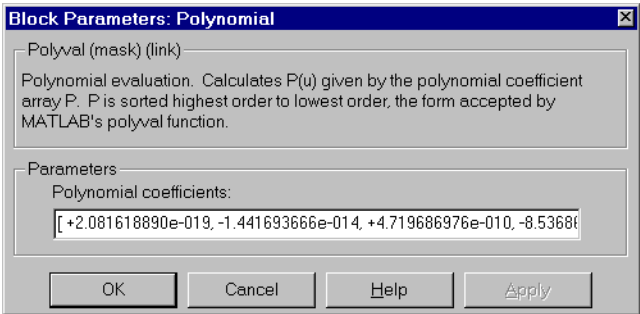 Block Parameters: Polynomial
Polyval (mask) (link)
Polynomial evaluation. Calculates P(u) given by the polynomial coefficient
array P. P is sorted highest order to lowest order, the form accepted by
MATLAB's polyval function.
Parameters
Polynomial coefficients:
[ +2.081618890e-019, -1.441693666e-014, +4.719686976e-010, -8.5368
OK Cancel Help Apply